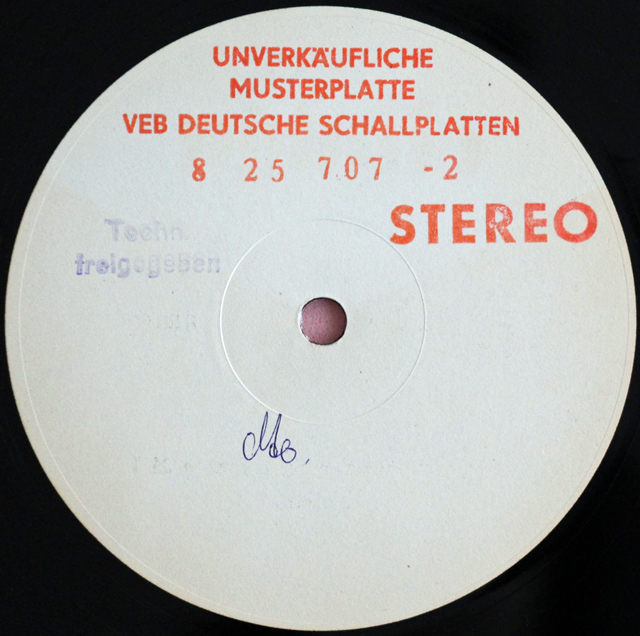 UNVERKÄUFLICHE
MUSTERPLATTE
VEB DEUTSCHE SCHALLPLATTEN
8 25 707 -2
STEREO
Techn.
freigegeben